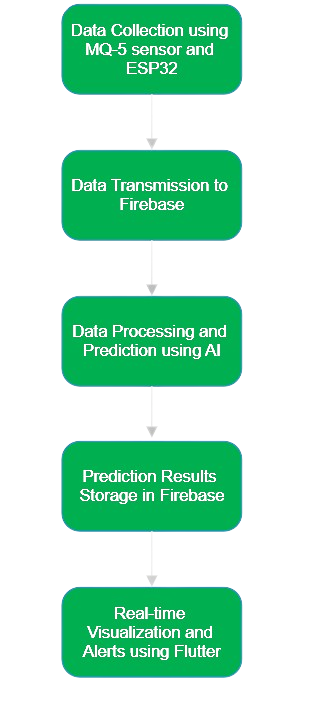 Data Collection using
MQ-5 sensor and
ESP32
Data Transmission to
Firebase
Data Processing and
Prediction using AI
Prediction Results
Storage in Firebase
Real-time
Visualization and
Alerts using Flutter